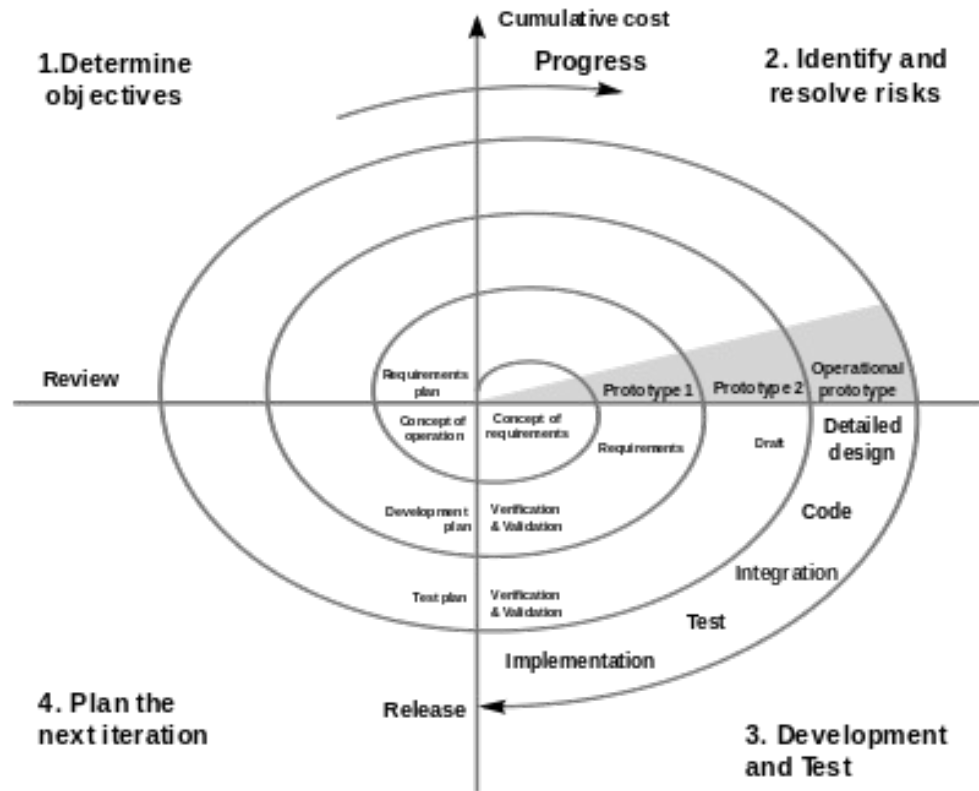 Cumulative cost
Progress
1.Determine
objectives
2. Identify and
resolve risks
Review
Requirements
plan
Prototype 1
Prototype 2
Operational
prototype
Concept of
operation
Concept of
requirements
Requirements
Draft
Detailed
design
Development
plan
Verification
& Validation
Code
Integration
Test plan
Verification
& Validation
Test
Implementation
Release
4. Plan the
next iteration
3. Development
and Test